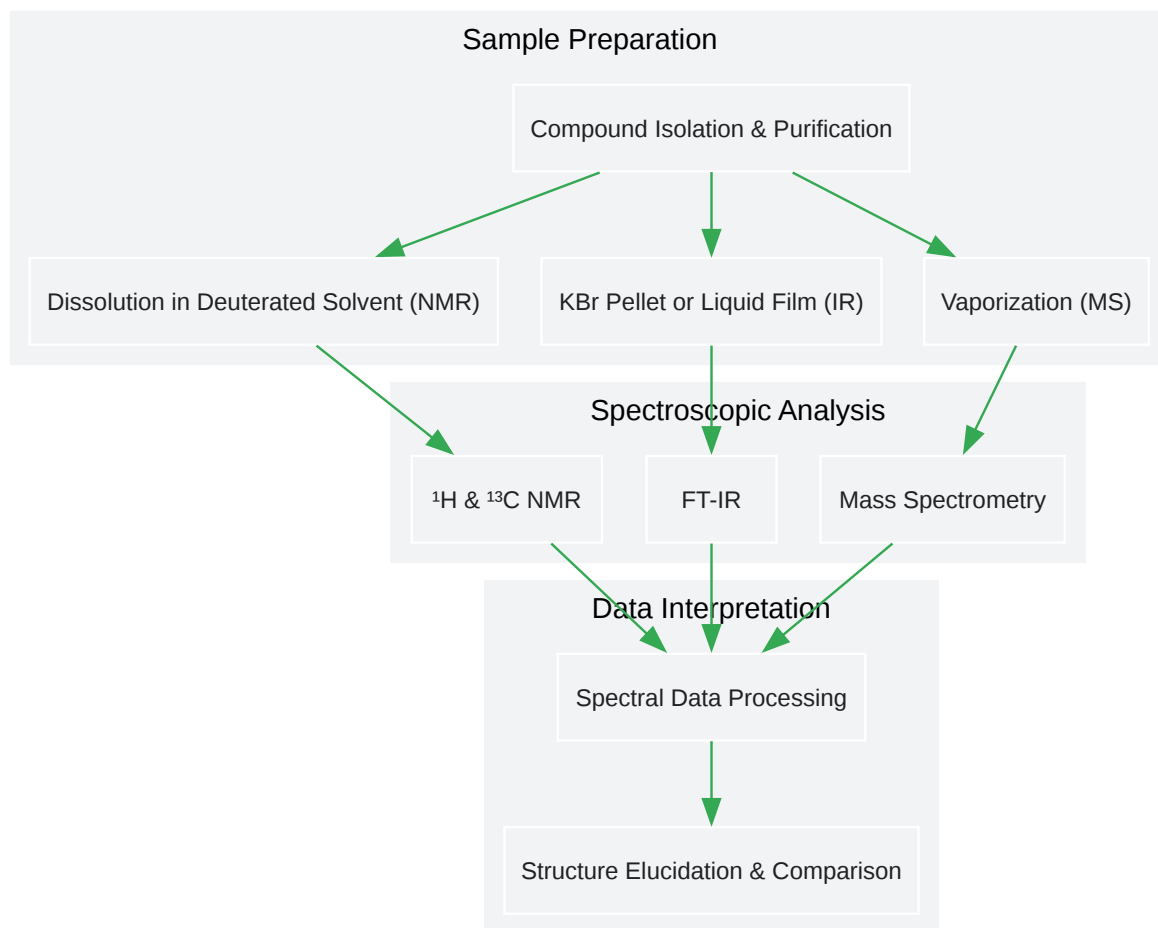 Sample Preparation
Compound Isolation & Purification
Dissolution in Deuterated Solvent (NMR)
KBr Pellet or Liquid Film (IR)
Vaporization (MS)
Spectroscopic Analysis
¹H & ¹³C NMR
FT-IR
Mass Spectrometry
Data Interpretation
Spectral Data Processing
Structure Elucidation & Comparison